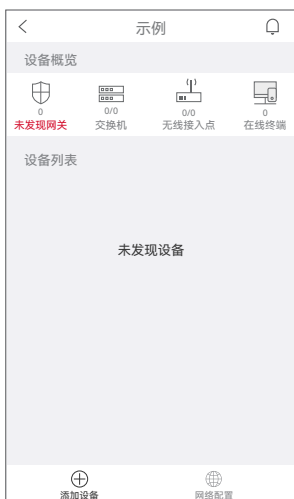 示例
设备概览
0 0/0 0/0 0
未发现网关 交换机 无线接入点 在线终端
设备列表
未发现设备
添加设备 网络配置